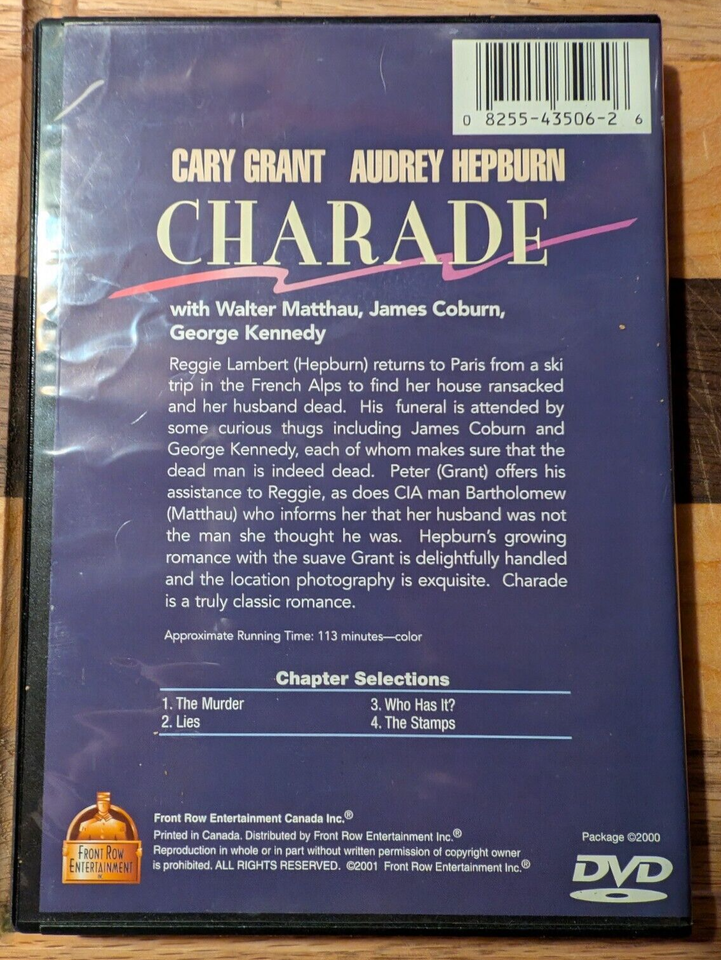 0 8255-43506-2 6
CARY GRANT AUDREY HEPBURN
CHARADE
with Walter Matthau, James Coburn,
George Kennedy
Reggie Lambert (Hepburn) returns to Paris from a ski
trip in the French Alps to find her house ransacked
and her husband dead. His funeral is attended by
some curious thugs including James Coburn and
George Kennedy, each of whom makes sure that the
dead man is indeed dead. Peter (Grant) offers his
assistance to Reggie, as does CIA man Bartholomew
(Matthau) who informs her that her husband was not
the man she thought he was. Hepburn's growing
romance with the suave Grant is delightfully handled
and the location photography is exquisite. Charade
is a truly classic romance.
Approximate Running Time: 113 minutes—color
Chapter Selections
1. The Murder 3. Who Has It?
2. Lies 4. The Stamps
Front Row Entertainment Canada Inc.®
Printed in Canada. Distributed by Front Row Entertainment Inc.®
Reproduction in whole or in part without written permission of copyright owner
is prohibited. ALL RIGHTS RESERVED. ©2001 Front Row Entertainment Inc.®
FRONT ROW
ENTERTAINMENT
INC
Package ©2000
DVD